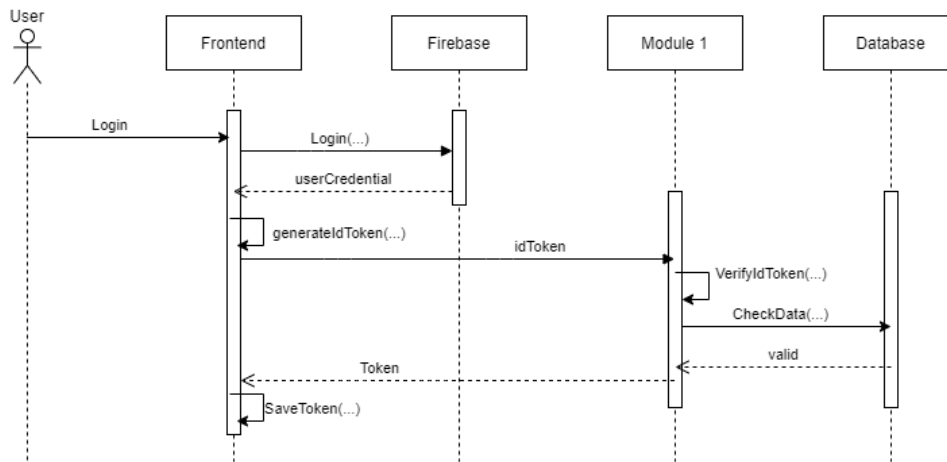 User
Frontend
Firebase
Module 1
Database
Login
Login(...)
userCredential
generateIdToken(...)
idToken
VerifyIdToken(...)
CheckData(...)
valid
Token
SaveToken(...)